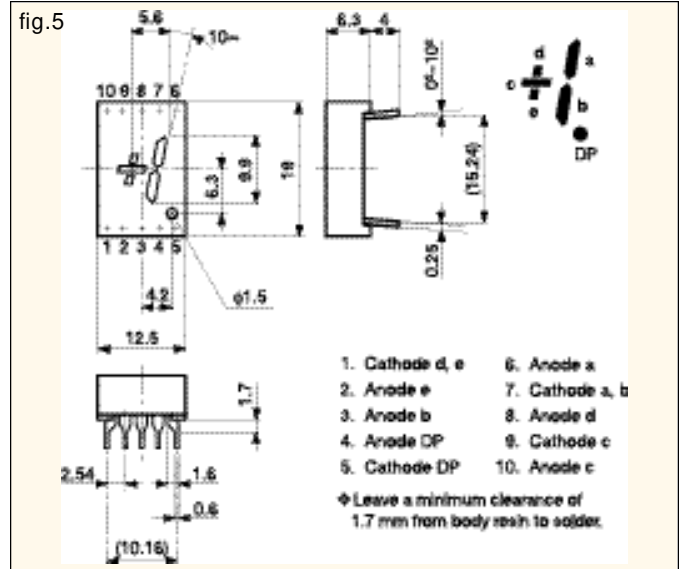 fig.5
5.6
10°
10 9 8 7 6
6.3
9.9
19
1 2 3 4 5
4.2
φ1.5
12.5
6.3 4
(15.24)
0.25
d
a
c
e
b
DP
1.7
2.54
1.6
0.6
(10.16)
1. Cathode d, e
2. Anode e
3. Anode b
4. Anode DP
5. Cathode DP
6. Anode a
7. Cathode a, b
8. Anode d
9. Cathode c
10. Anode c
❖Leave a minimum clearance of
1.7 mm from body resin to solder.